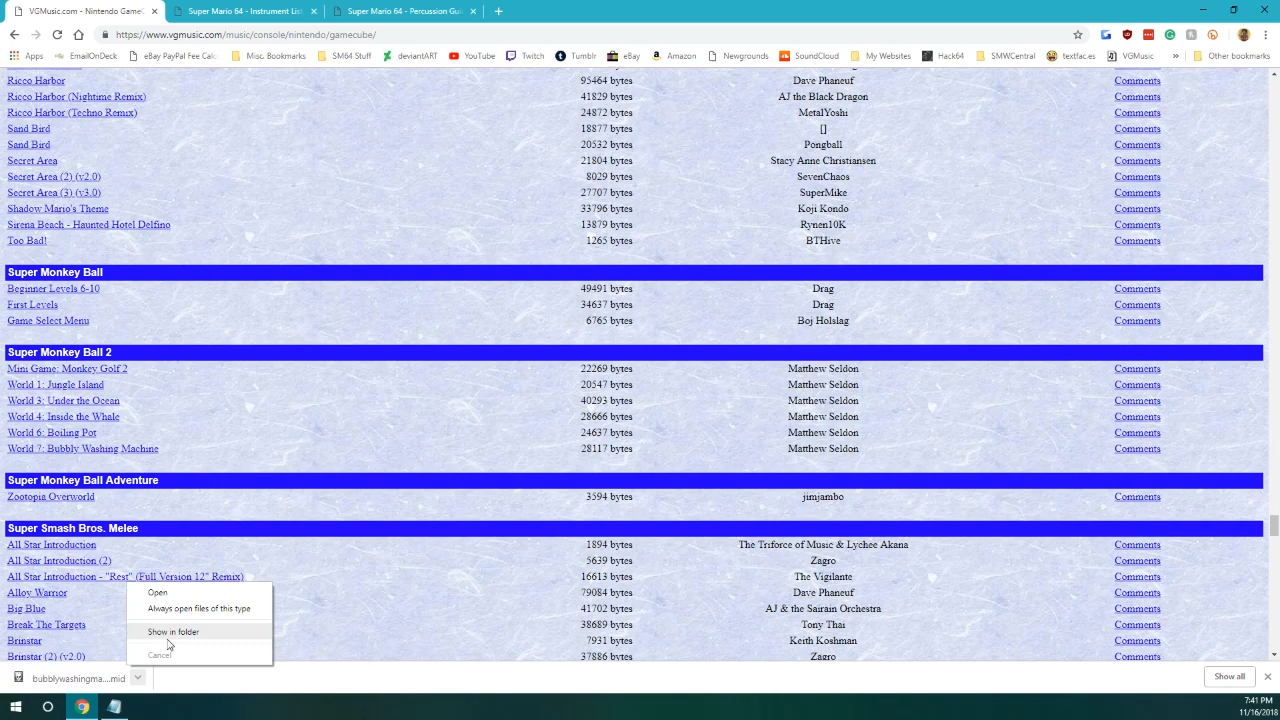 VGMusic.com - Nintendo GameC
Super Mario 64 - Instrument Lis
Super Mario 64 - Percussion Gui
https://www.vgmusic.com/music/console/nintendo/gamecube/
Apps EmailOnDeck eBay PayPal Fee Calc Misc. Bookmarks SM64 Stuff deviantART YouTube Twitch Tumblr eBay Amazon Newgrounds SoundCloud My Websites Hack64 SMWCentral textfac.es VGMusic » Other bookmarks
Ricco Harbor 95464 bytes Dave Phaneuf Comments
Ricco Harbor (Nightime Remix) 41829 bytes AJ the Black Dragon Comments
Ricco Harbor (Techno Remix) 24872 bytes MetalYoshi Comments
Sand Bird 18877 bytes [] Comments
Sand Bird 20532 bytes Pongball Comments
Secret Area 21804 bytes Stacy Anne Christiansen Comments
Secret Area (2) (v2.0) 8029 bytes SevenChaos Comments
Secret Area (3) (v3.0) 27707 bytes SuperMike Comments
Shadow Mario's Theme 33796 bytes Koji Kondo Comments
Sirena Beach - Haunted Hotel Delfino 13879 bytes Rynen10K Comments
Too Bad! 1265 bytes BTHive Comments
Super Monkey Ball
Beginner Levels 6-10 49491 bytes Drag Comments
First Levels 34637 bytes Drag Comments
Game Select Menu 6765 bytes Boj Holslag Comments
Super Monkey Ball 2
Mini Game: Monkey Golf 2 22269 bytes Matthew Seldon Comments
World 1: Jungle Island 20547 bytes Matthew Seldon Comments
World 3: Under the Ocean 40293 bytes Matthew Seldon Comments
World 4: Inside the Whale 28666 bytes Matthew Seldon Comments
World 6: Boiling Pot 24637 bytes Matthew Seldon Comments
World 7: Bubbly Washing Machine 28117 bytes Matthew Seldon Comments
Super Monkey Ball Adventure
Zootopia Overworld 3594 bytes jimjambo Comments
Super Smash Bros. Melee
All Star Introduction 1894 bytes The Triforce of Music & Lychee Akana Comments
All Star Introduction (2) 5639 bytes Zagro Comments
All Star Introduction - "Rest" (Full Version 12" Remix) 16613 bytes The Vigilante Comments
Alloy Warrior 79084 bytes Dave Phaneuf Comments
Big Blue 41702 bytes AJ & the Sairain Orchestra Comments
Break The Targets 38689 bytes Tony Thai Comments
Brinstar 7931 bytes Keith Koshman Comments
Brinstar (2) (v2.0) 37886 bytes Zagro Comments
Open
Always open files of this type
Show in folder
Cancel
bubblywashingma....mid
Show all
7:41 PM
11/16/2018